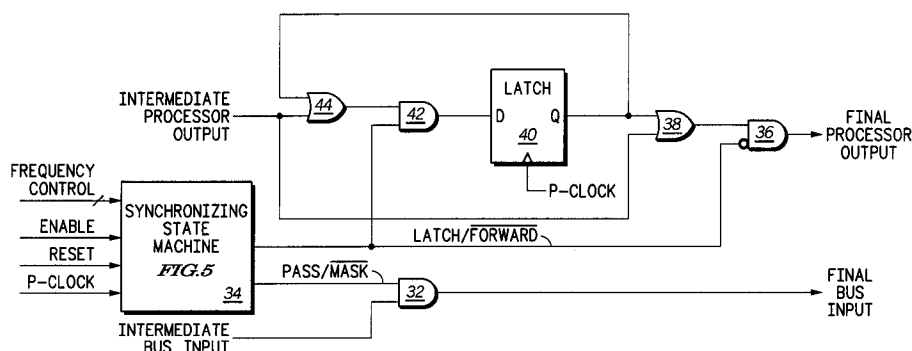 INTERMEDIATE
PROCESSOR
OUTPUT
44
42
LATCH
D
Q
40
P-CLOCK
38
36
FINAL
PROCESSOR
OUTPUT
FREQUENCY
CONTROL
ENABLE
RESET
P-CLOCK
SYNCHRONIZING
STATE
MACHINE
FIG.5
34
LATCH/FORWARD
PASS/MASK
32
INTERMEDIATE
BUS INPUT
FINAL
BUS
INPUT